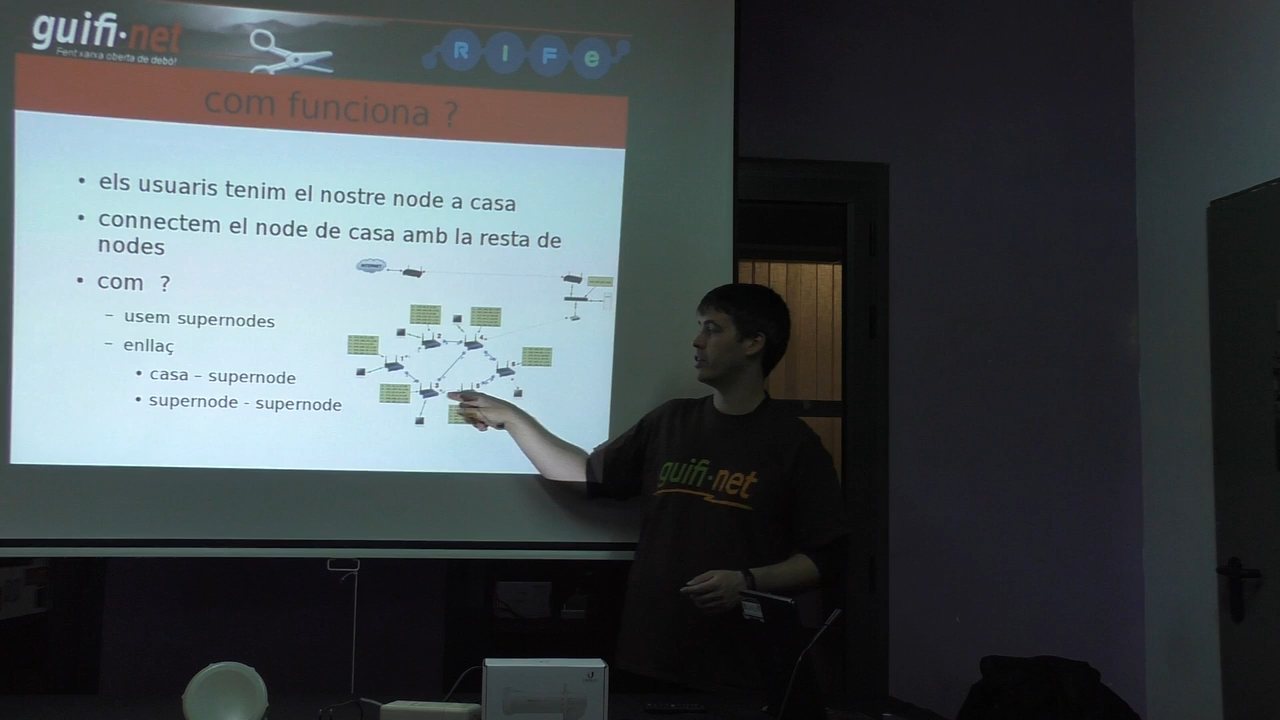 guifi·net
Fent xarxa oberta de debò!
R I F e
com funciona ?
• els usuaris tenim el nostre node a casa
• connectem el node de casa amb la resta de
nodes
• com ?
– usem supernodes
– enllaç
• casa – supernode
• supernode - supernode
INTERNET
guifi·net